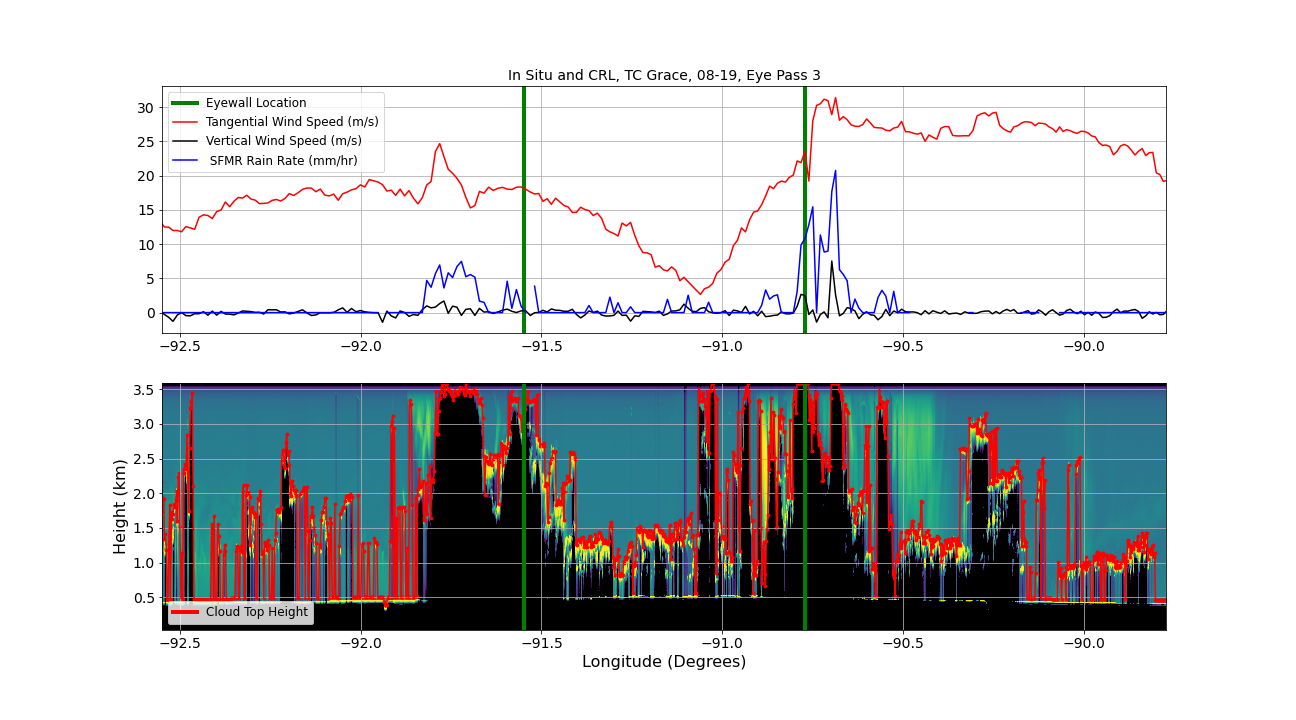 In Situ and CRL, TC Grace, 08-19, Eye Pass 3
Eyewall Location
Tangential Wind Speed (m/s)
Vertical Wind Speed (m/s)
SFMR Rain Rate (mm/hr)
30
25
20
15
10
5
0
−92.5 −92.0 −91.5 −91.0 −90.5 −90.0
Height (km)
3.5
3.0
2.5
2.0
1.5
1.0
0.5
Cloud Top Height
−92.5 −92.0 −91.5 −91.0 −90.5 −90.0
Longitude (Degrees)